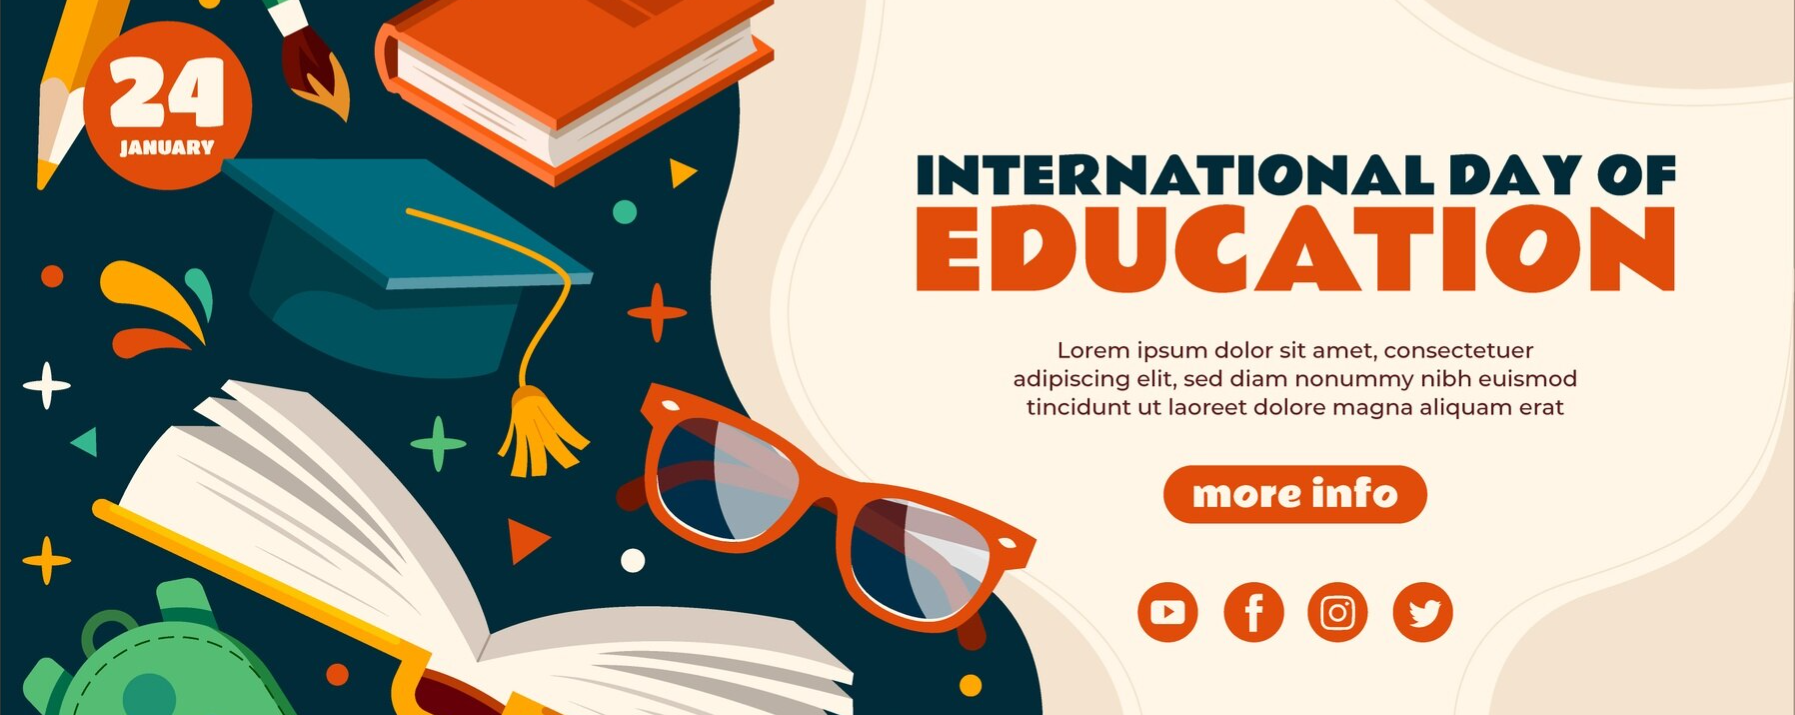 24
JANUARY
INTERNATIONAL DAY OF
EDUCATION
Lorem ipsum dolor sit amet, consectetuer
adipiscing elit, sed diam nonummy nibh euismod
tincidunt ut laoreet dolore magna aliquam erat
more info